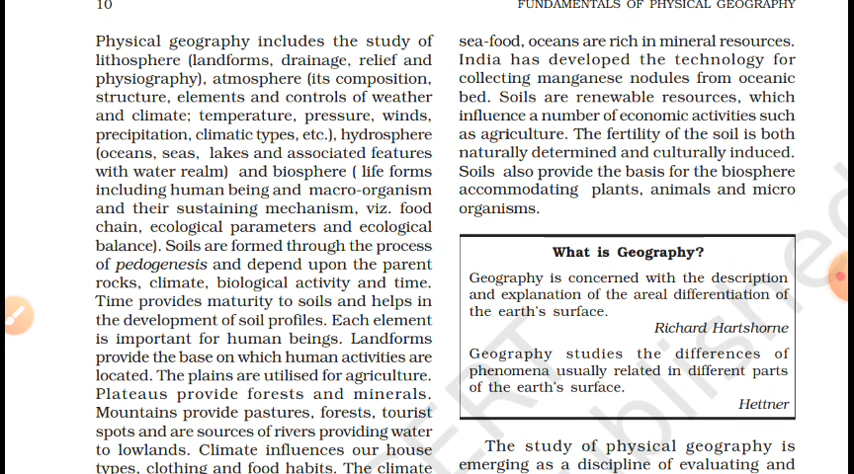 10
FUNDAMENTALS OF PHYSICAL GEOGRAPHY
Physical geography includes the study of
lithosphere (landforms, drainage, relief and
physiography), atmosphere (its composition,
structure, elements and controls of weather
and climate; temperature, pressure, winds,
precipitation, climatic types, etc.), hydrosphere
(oceans, seas, lakes and associated features
with water realm) and biosphere ( life forms
including human being and macro-organism
and their sustaining mechanism, viz. food
chain, ecological parameters and ecological
balance). Soils are formed through the process
of pedogenesis and depend upon the parent
rocks, climate, biological activity and time.
Time provides maturity to soils and helps in
the development of soil profiles. Each element
is important for human beings. Landforms
provide the base on which human activities are
located. The plains are utilised for agriculture.
Plateaus provide forests and minerals.
Mountains provide pastures, forests, tourist
spots and are sources of rivers providing water
to lowlands. Climate influences our house
types, clothing and food habits. The climate
sea-food, oceans are rich in mineral resources.
India has developed the technology for
collecting manganese nodules from oceanic
bed. Soils are renewable resources, which
influence a number of economic activities such
as agriculture. The fertility of the soil is both
naturally determined and culturally induced.
Soils also provide the basis for the biosphere
accommodating plants, animals and micro
organisms.
What is Geography?
Geography is concerned with the description
and explanation of the areal differentiation of
the earth's surface.
Richard Hartshorne
Geography studies the differences of
phenomena usually related in different parts
of the earth's surface.
Hettner
The study of physical geography is
emerging as a discipline of evaluating and